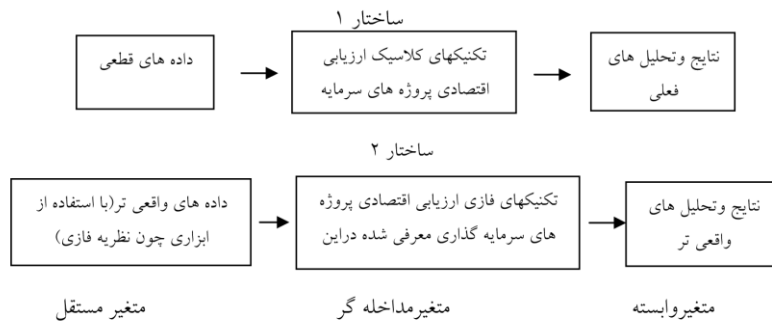 ساختار ۱
داده های قطعی
تکنیکهای کلاسیک ارزیابی
اقتصادی پروژه های سرمایه
نتایج وتحلیل های
فعلی
ساختار ۲
داده های واقعی تر(با استفاده از
ابزاری چون نظریه فازی)
تکنیکهای فازی ارزیابی اقتصادی پروژه
های سرمایه گذاری معرفی شده دراین
نتایج وتحلیل های
واقعی تر
متغیر مستقل
متغیرمداخله گر
متغیروابسته